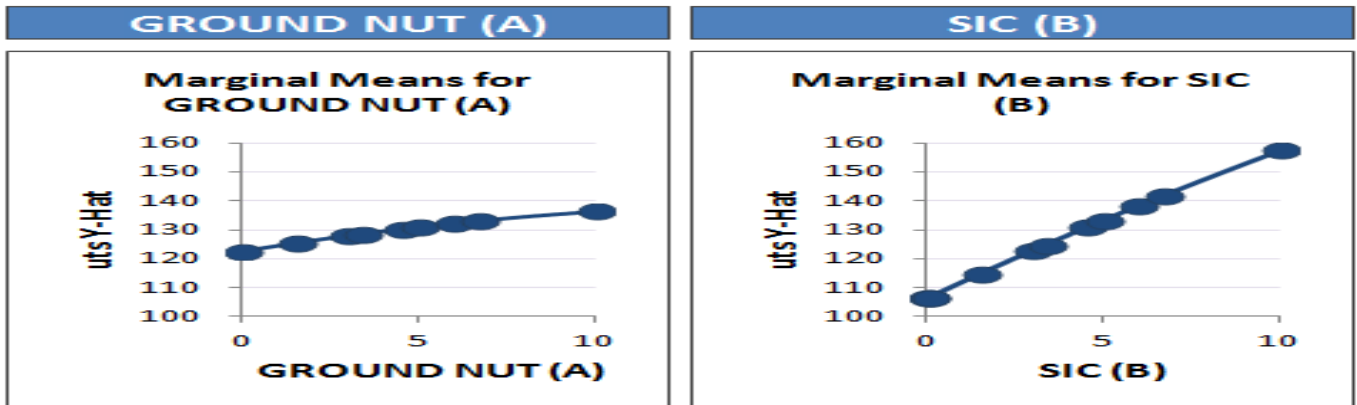 GROUND NUT (A)
Marginal Means for
GROUND NUT (A)
160
150
140
130
120
110
100
uts Y-Hat
0 5 10
GROUND NUT (A)
SIC (B)
Marginal Means for SIC
(B)
160
150
140
130
120
110
100
uts Y-Hat
0 5 10
SIC (B)